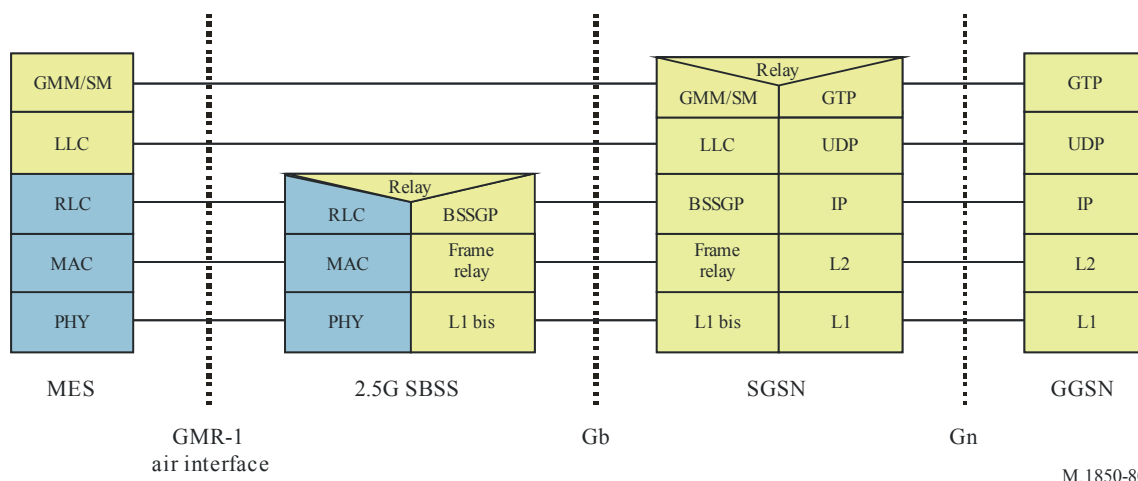 Relay
GMM/SM
GMM/SM
GTP
GTP
LLC
LLC
UDP
UDP
Relay
RLC
RLC
BSSGP
BSSGP
IP
IP
MAC
MAC
Frame
relay
Frame
relay
L2
L2
PHY
PHY
L1 bis
L1 bis
L1
L1
MES
2.5G SBSS
SGSN
GGSN
GMR-1
air interface
Gb
Gn